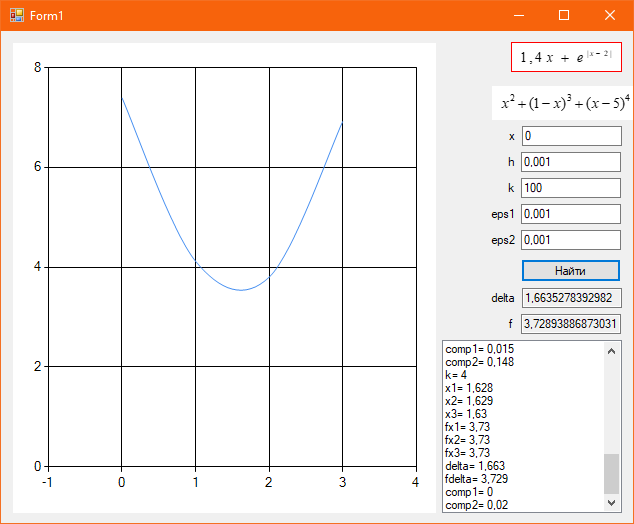 Form1
1,4 x + e^|x − 2|
x² + (1 − x)³ + (x − 5)⁴
x 0
h 0,001
k 100
eps1 0,001
eps2 0,001
Найти
delta 1,6635278392982
f 3,72893886873031
comp1= 0,015
comp2= 0,148
k= 4
x1= 1,628
x2= 1,629
x3= 1,63
fx1= 3,73
fx2= 3,73
fx3= 3,73
delta= 1,663
fdelta= 3,729
comp1= 0
comp2= 0,02
8
6
4
2
0
-1 0 1 2 3 4